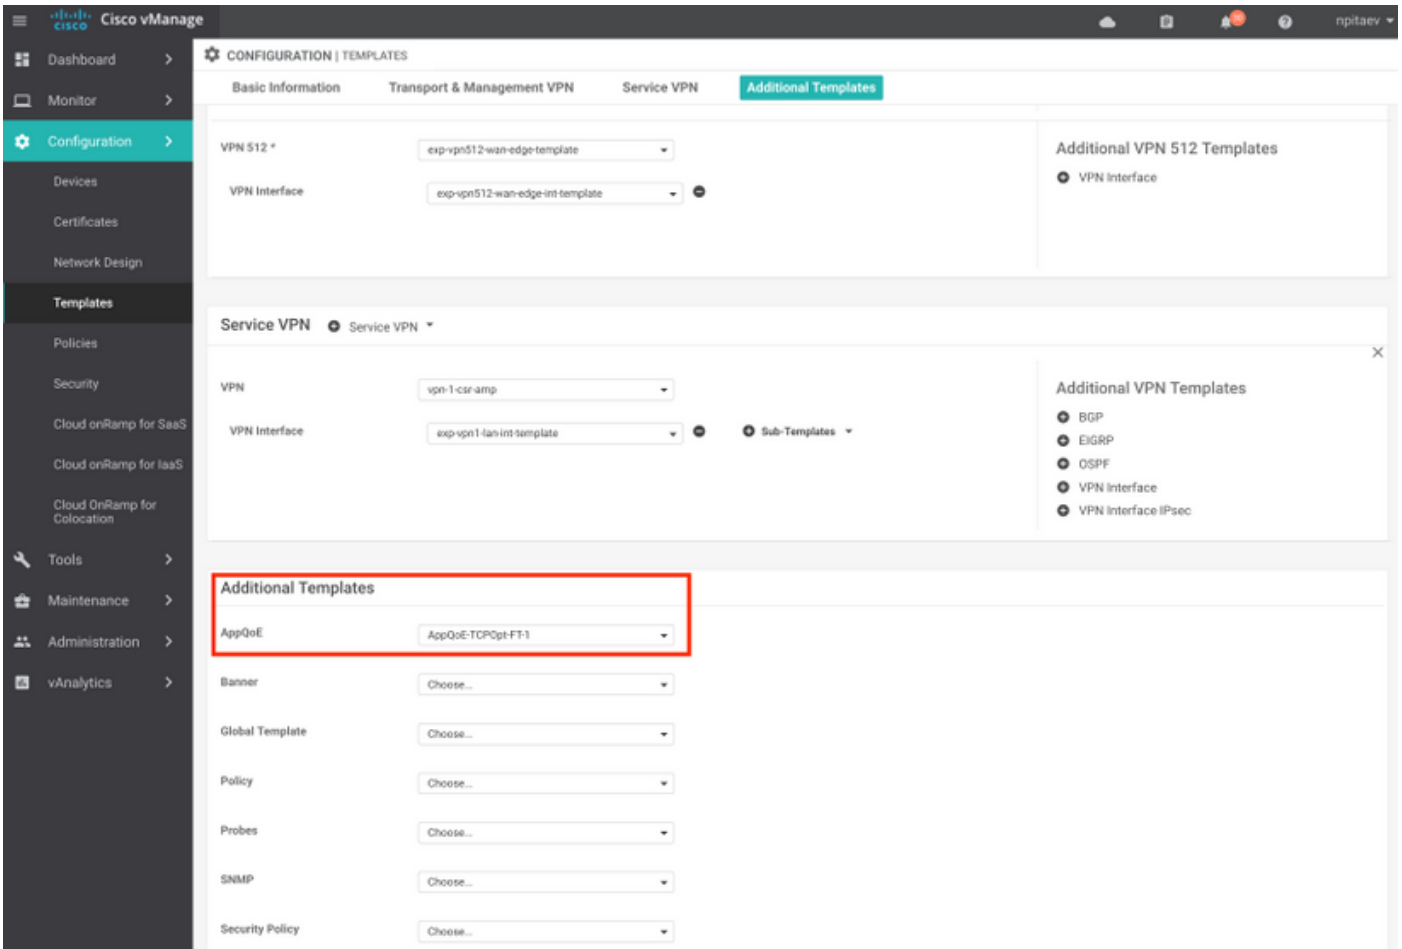 cisco Cisco vManage
npitaev
Dashboard
Monitor
Configuration
Devices
Certificates
Network Design
Templates
Policies
Security
Cloud onRamp for SaaS
Cloud onRamp for IaaS
Cloud OnRamp for
Colocation
Tools
Maintenance
Administration
vAnalytics
CONFIGURATION | TEMPLATES
Basic Information Transport & Management VPN Service VPN Additional Templates
VPN 512 * exp-vpn512-wan-edge-template
VPN Interface exp-vpn512-wan-edge-int-template
Additional VPN 512 Templates
VPN Interface
Service VPN Service VPN
VPN vpn-1-csr-amp
VPN Interface exp-vpn1-lan-int-template Sub-Templates
Additional VPN Templates
BGP
EIGRP
OSPF
VPN Interface
VPN Interface IPsec
Additional Templates
AppQoE AppQoE-TCPOpt-FT-1
Banner Choose...
Global Template Choose...
Policy Choose...
Probes Choose...
SNMP Choose...
Security Policy Choose...